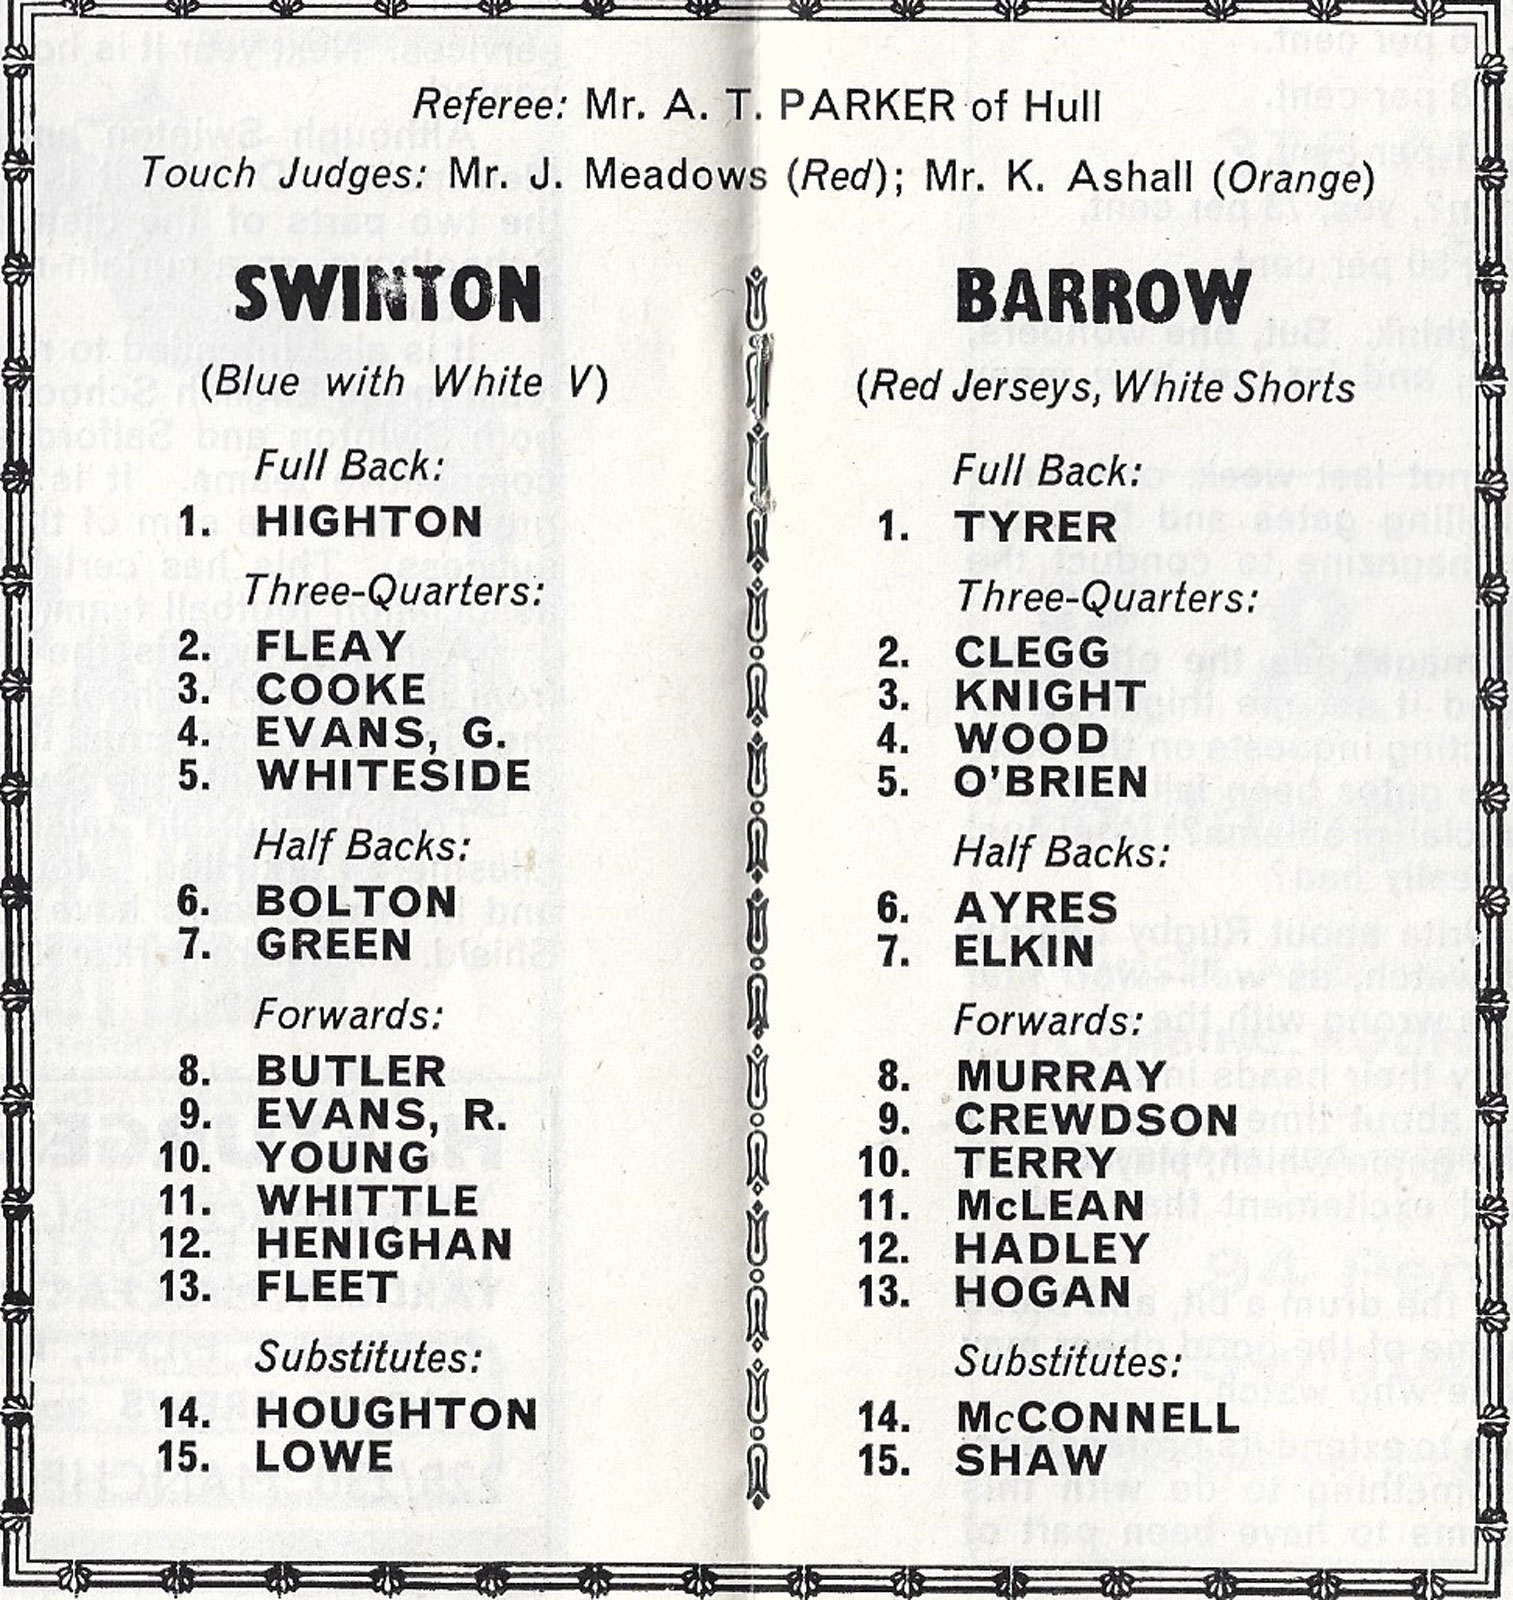 Referee: Mr. A. T. PARKER of Hull
Touch Judges: Mr. J. Meadows (Red); Mr. K. Ashall (Orange)
SWINTON
(Blue with White V)
Full Back:
1. HIGHTON
Three-Quarters:
2. FLEAY
3. COOKE
4. EVANS, G.
5. WHITESIDE
Half Backs:
6. BOLTON
7. GREEN
Forwards:
8. BUTLER
9. EVANS, R.
10. YOUNG
11. WHITTLE
12. HENIGHAN
13. FLEET
Substitutes:
14. HOUGHTON
15. LOWE
BARROW
(Red Jerseys, White Shorts
Full Back:
1. TYRER
Three-Quarters:
2. CLEGG
3. KNIGHT
4. WOOD
5. O'BRIEN
Half Backs:
6. AYRES
7. ELKIN
Forwards:
8. MURRAY
9. CREWDSON
10. TERRY
11. McLEAN
12. HADLEY
13. HOGAN
Substitutes:
14. McCONNELL
15. SHAW